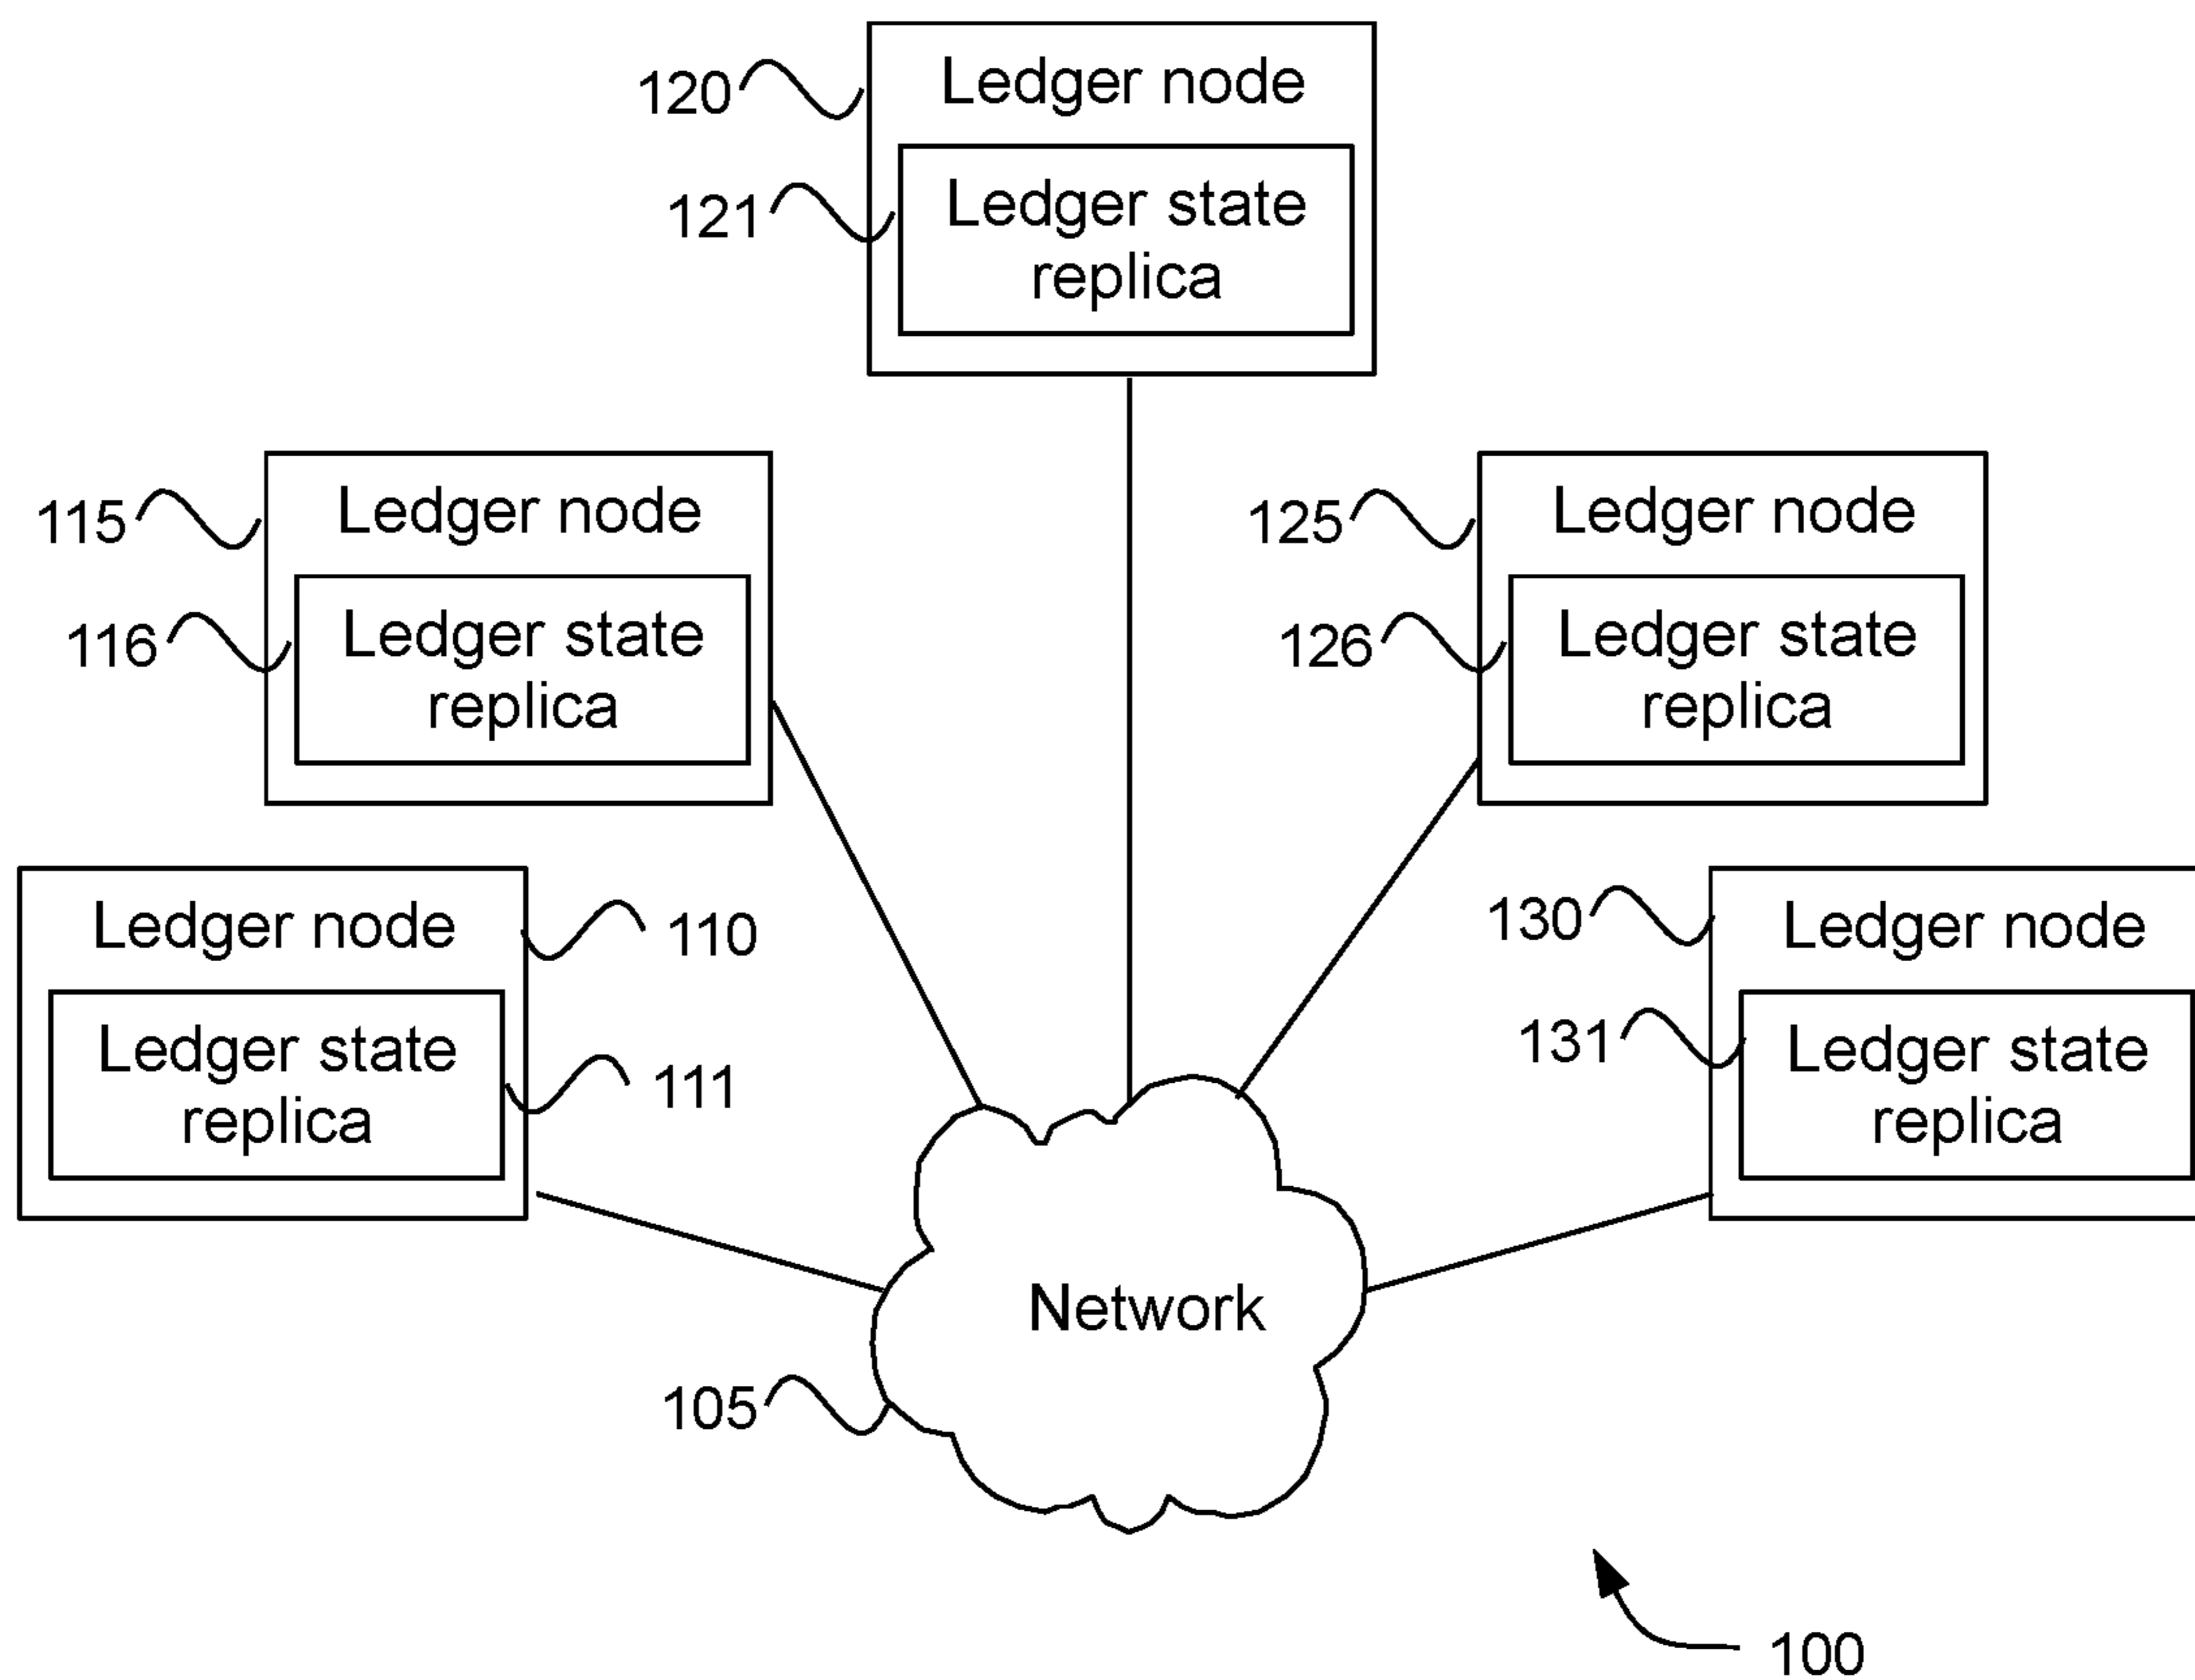 120
Ledger node
121
Ledger state
replica
115
Ledger node
116
Ledger state
replica
125
Ledger node
126
Ledger state
replica
Ledger node
110
Ledger state
replica
111
130
Ledger node
131
Ledger state
replica
Network
105
100